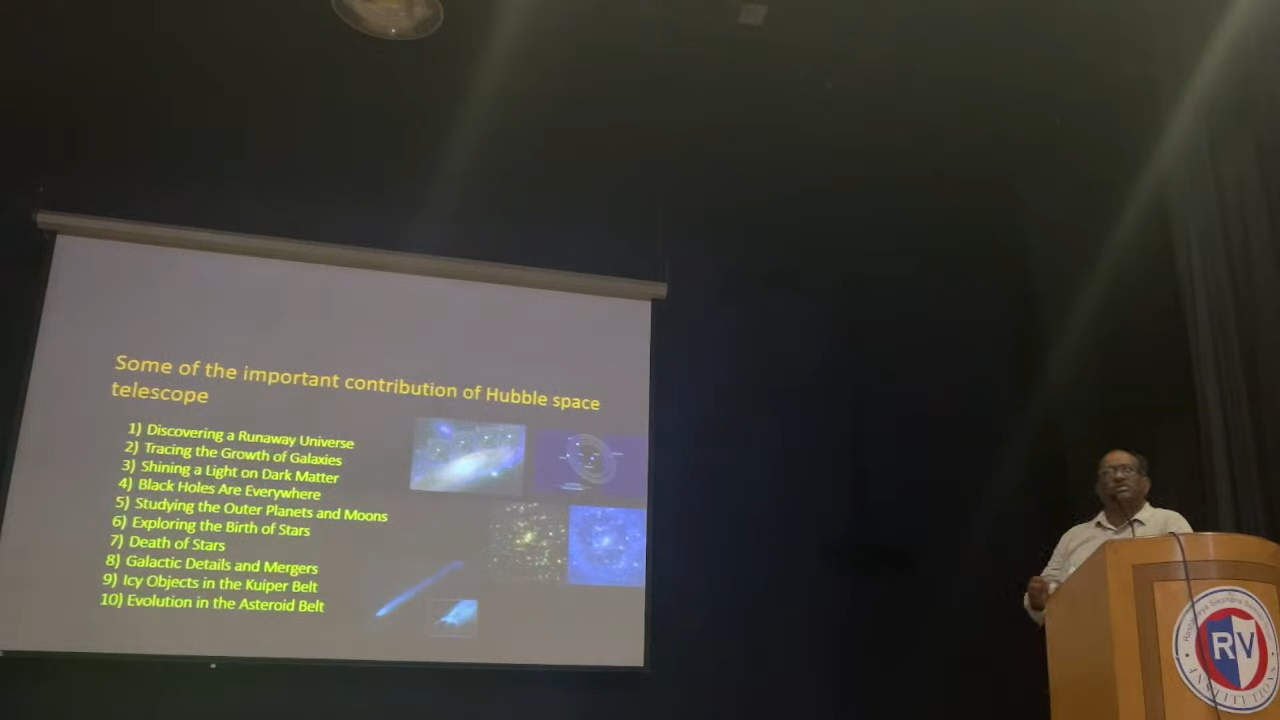 Some of the important contribution of Hubble space
telescope
1) Discovering a Runaway Universe
2) Tracing the Growth of Galaxies
3) Shining a Light on Dark Matter
4) Black Holes Are Everywhere
5) Studying the Outer Planets and Moons
6) Exploring the Birth of Stars
7) Death of Stars
8) Galactic Details and Mergers
9) Icy Objects in the Kuiper Belt
10) Evolution in the Asteroid Belt
RV
INSTITUTIONS